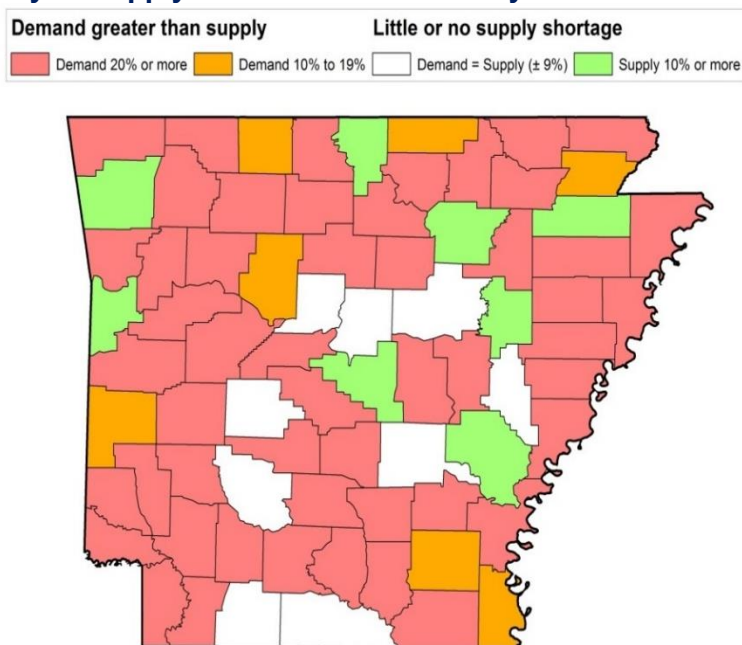 Demand greater than supply Little or no supply shortage
Demand 20% or more Demand 10% to 19% Demand = Supply (± 9%) Supply 10% or more